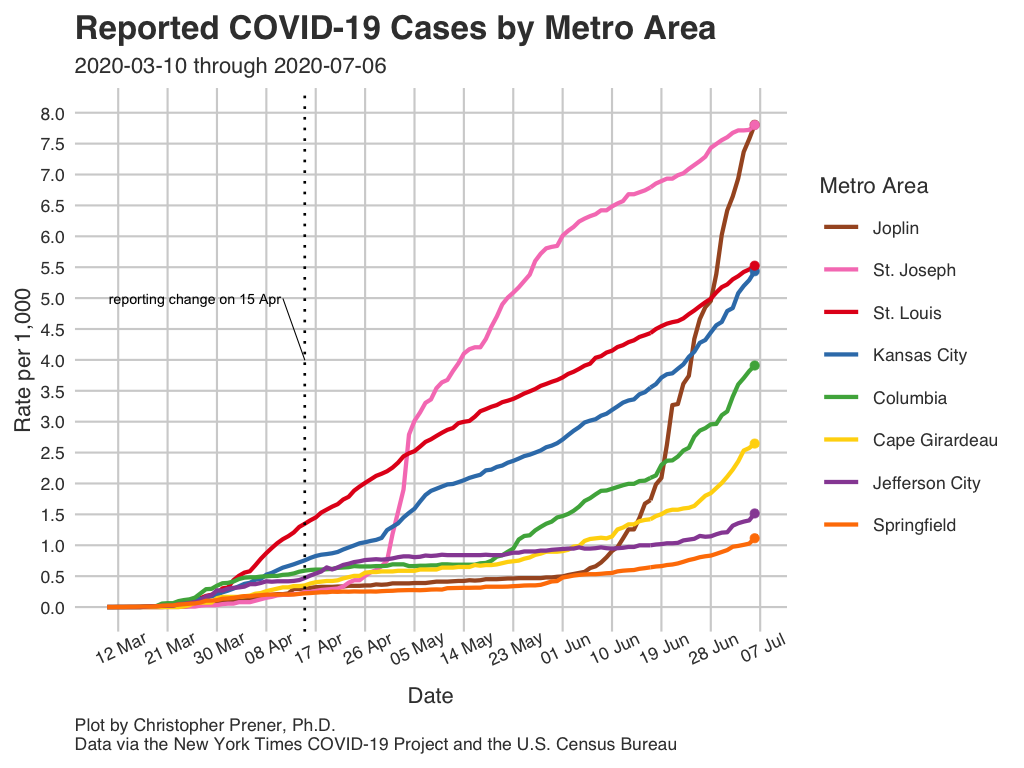 Reported COVID-19 Cases by Metro Area
2020-03-10 through 2020-07-06
Rate per 1,000
8.0
7.5
7.0
6.5
6.0
5.5
5.0
4.5
4.0
3.5
3.0
2.5
2.0
1.5
1.0
0.5
0.0
reporting change on 15 Apr
12 Mar
21 Mar
30 Mar
08 Apr
17 Apr
26 Apr
05 May
14 May
23 May
01 Jun
10 Jun
19 Jun
28 Jun
07 Jul
Date
Metro Area
Joplin
St. Joseph
St. Louis
Kansas City
Columbia
Cape Girardeau
Jefferson City
Springfield
Plot by Christopher Prener, Ph.D.
Data via the New York Times COVID-19 Project and the U.S. Census Bureau